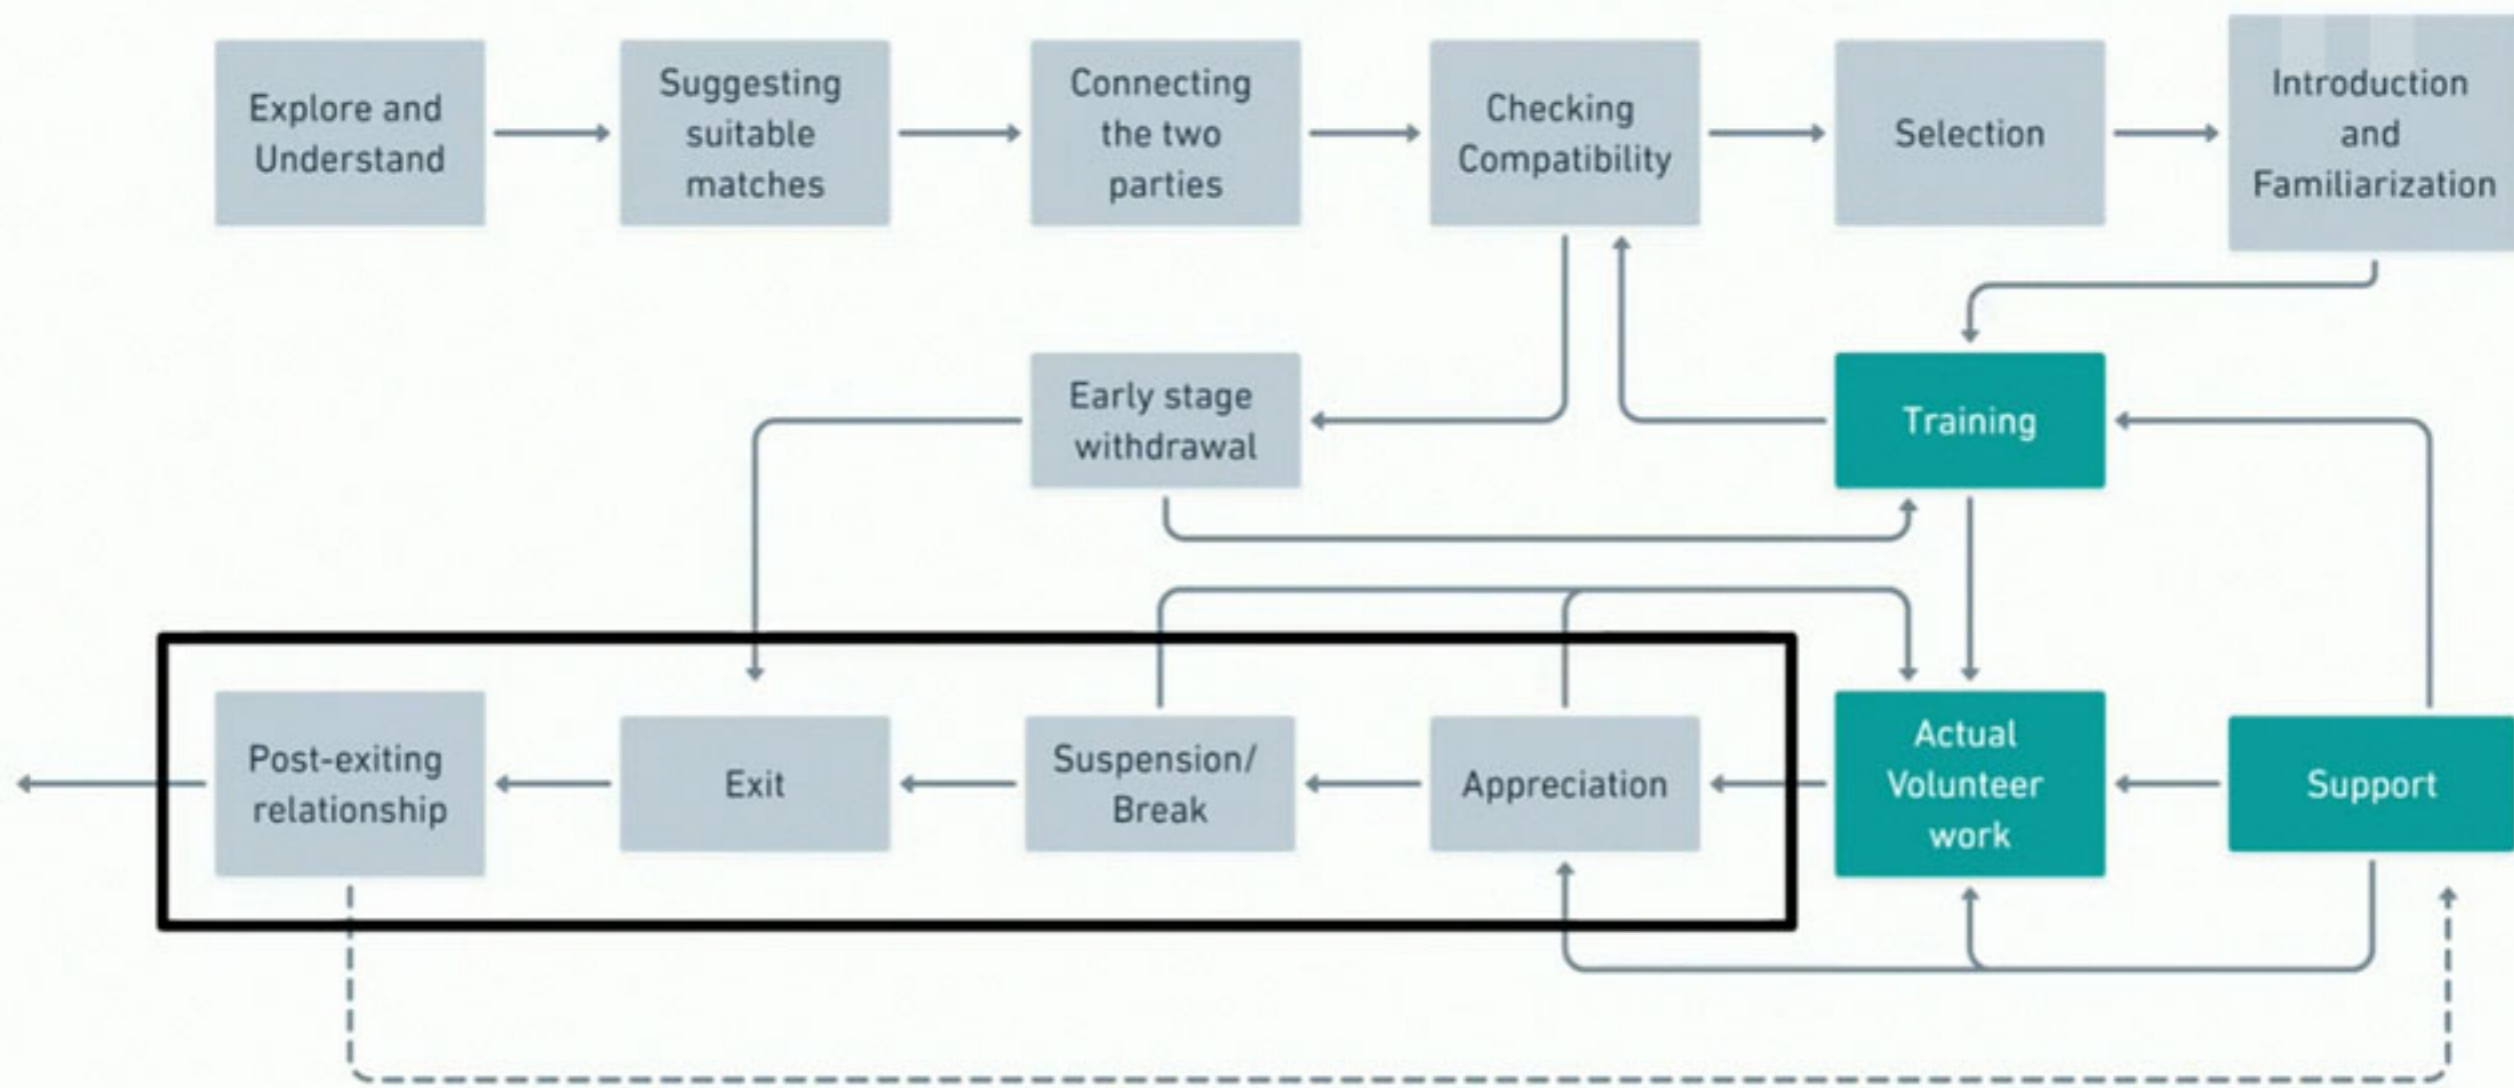 Explore and
Understand
Suggesting
suitable
matches
Connecting
the two
parties
Checking
Compatibility
Selection
Introduction
and
Familiarization
Early stage
withdrawal
Training
Post-exiting
relationship
Exit
Suspension/
Break
Appreciation
Actual
Volunteer
work
Support